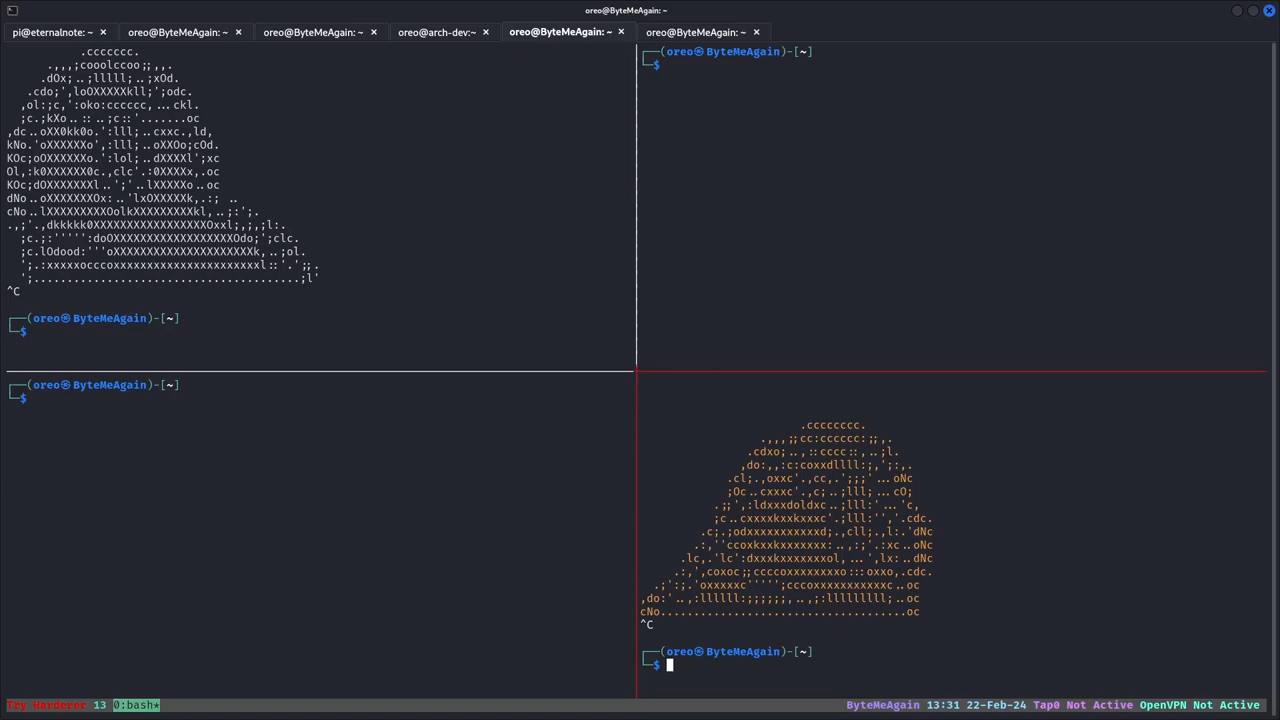 oreo@ByteMeAgain: ~
pi@eternalnote: ~ × oreo@ByteMeAgain: ~ × oreo@ByteMeAgain: ~ × oreo@arch-dev:~ × oreo@ByteMeAgain: ~ × oreo@ByteMeAgain: ~ ×
^C
┌──(oreo㉿ByteMeAgain)-[~]
└─$
┌──(oreo㉿ByteMeAgain)-[~]
└─$
┌──(oreo㉿ByteMeAgain)-[~]
└─$
^C
┌──(oreo㉿ByteMeAgain)-[~]
└─$
Try Harderer 13 0:bash* ByteMeAgain 13:31 22-Feb-24 Tap0 Not Active OpenVPN Not Active